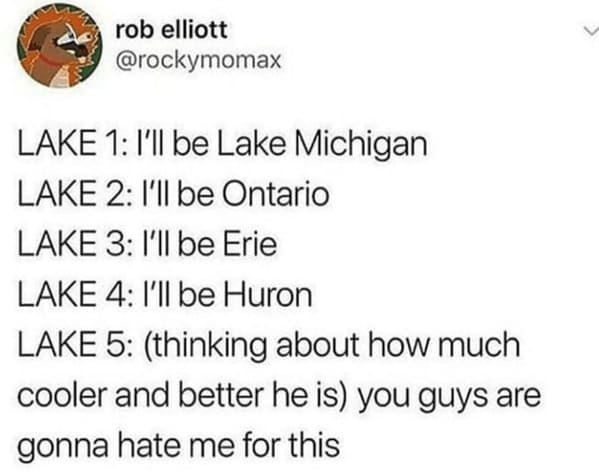 rob elliott
@rockymomax
LAKE 1: I'll be Lake Michigan
LAKE 2: I'll be Ontario
LAKE 3: I'll be Erie
LAKE 4: I'll be Huron
LAKE 5: (thinking about how much
cooler and better he is) you guys are
gonna hate me for this